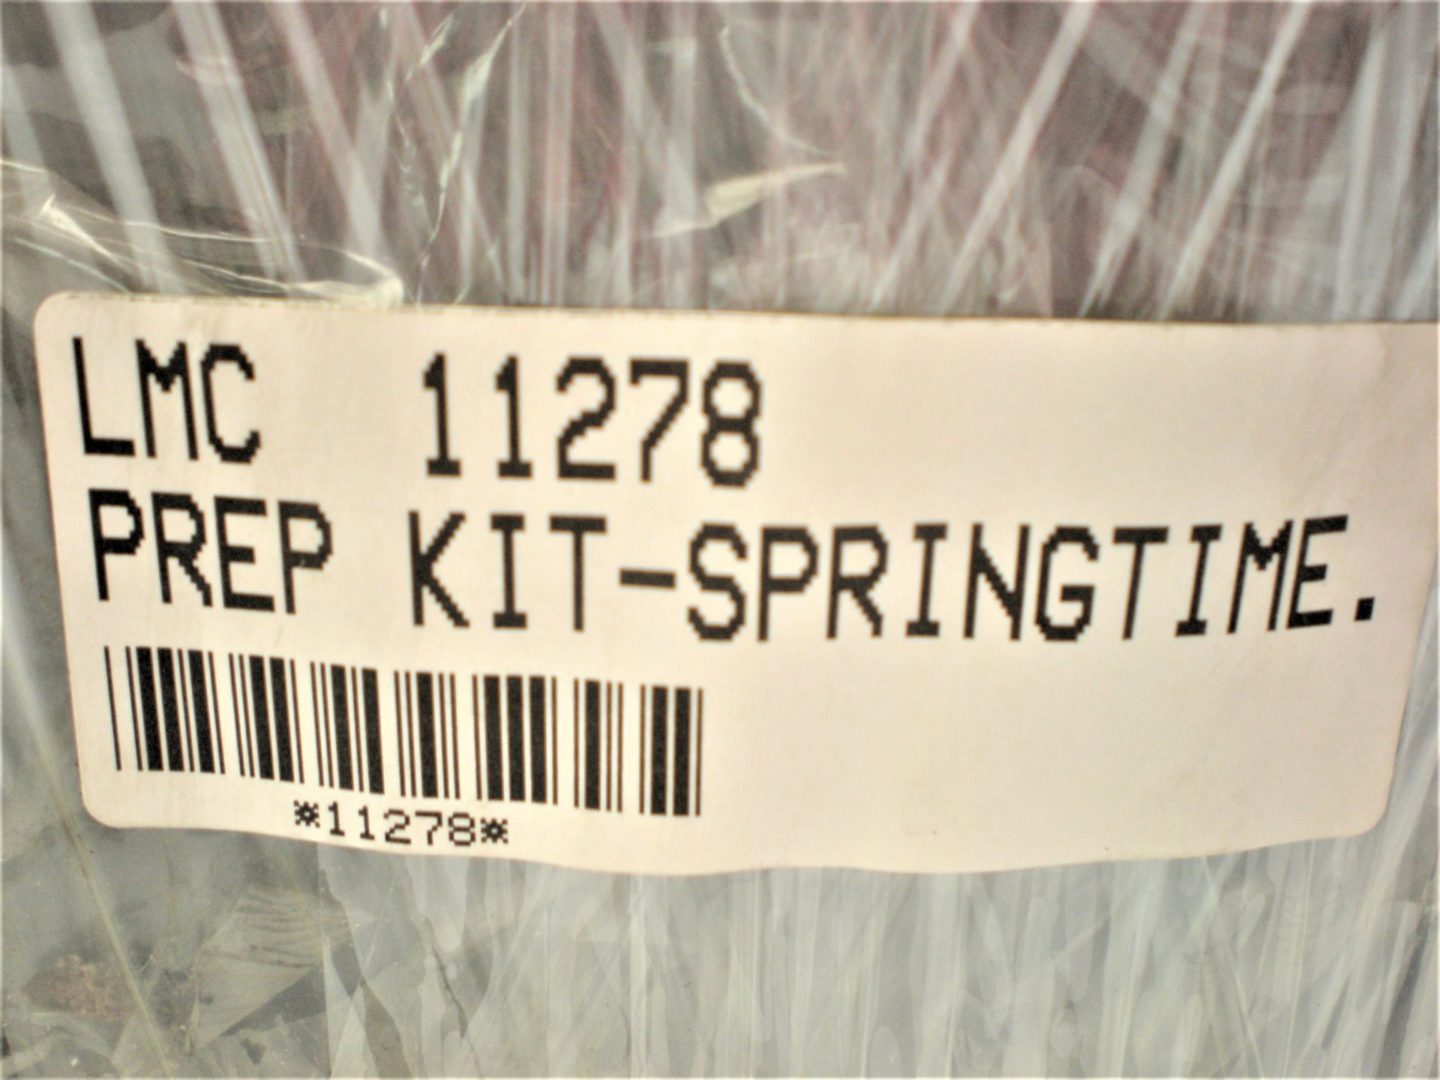 LMC 11278
PREP KIT-SPRINGTIME.
*11278*